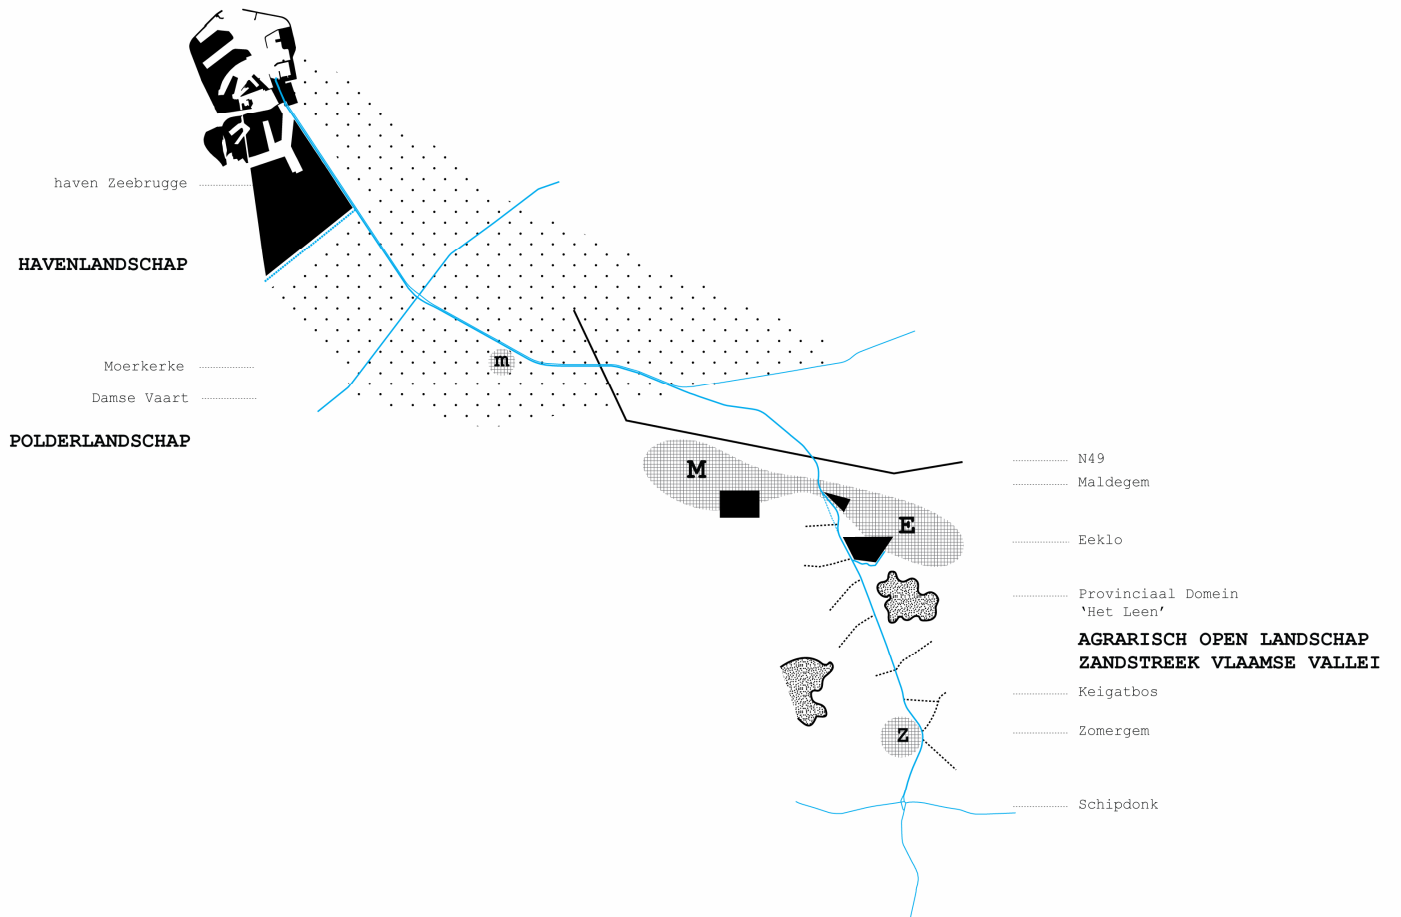 haven Zeebrugge
HAVENLANDSCHAP
Moerkerke
Damse Vaart
POLDERLANDSCHAP
m
M
E
Z
N49
Maldegem
Eeklo
Provinciaal Domein
‘Het Leen’
AGRARISCH OPEN LANDSCHAP
ZANDSTREEK VLAAMSE VALLEI
Keigatbos
Zomergem
Schipdonk